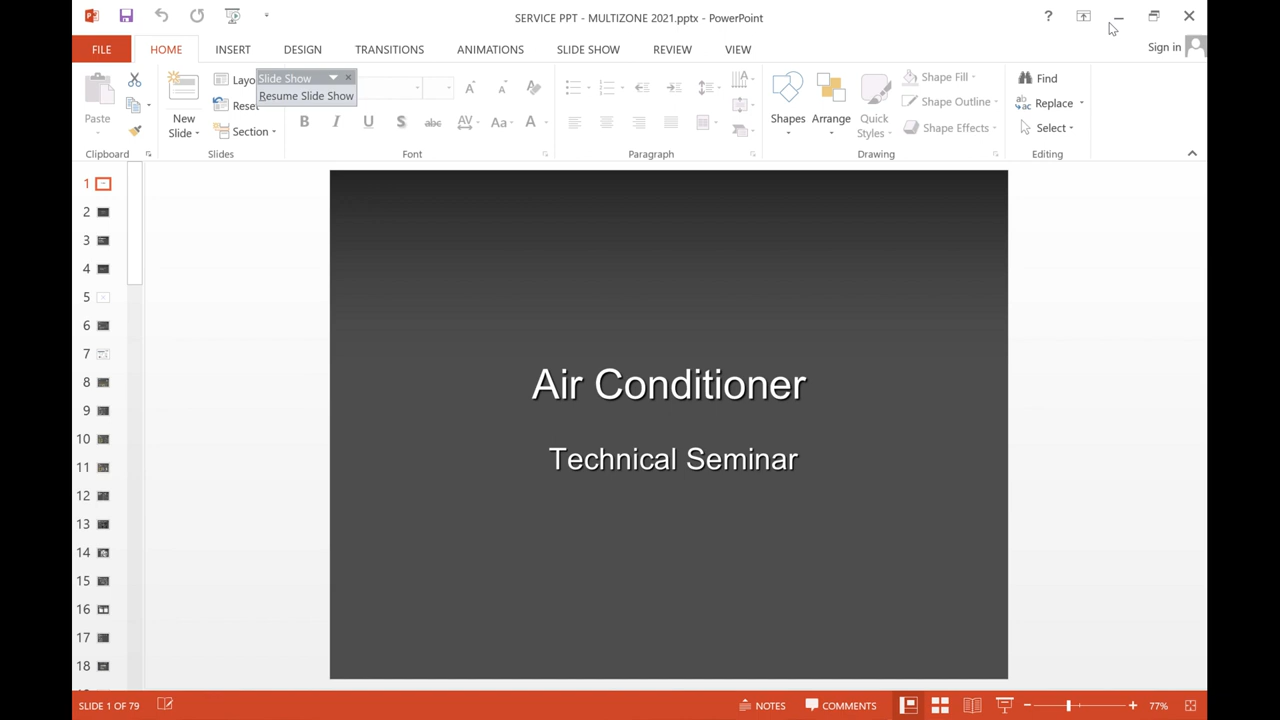 SERVICE PPT - MULTIZONE 2021.pptx - PowerPoint
?
FILE HOME INSERT DESIGN TRANSITIONS ANIMATIONS SLIDE SHOW REVIEW VIEW Sign in
Paste
Clipboard
New
Slide
Layo
Reset
Section
Slides
Slide Show
Resume Slide Show
B I U S abc AV Aa A
Font
Paragraph
Shapes
Arrange
Quick
Styles
Shape Fill
Shape Outline
Shape Effects
Drawing
Find
Replace
Select
Editing
1
2
3
4
5
6
7
8
9
10
11
12
13
14
15
16
17
18
Air Conditioner
Technical Seminar
SLIDE 1 OF 79 NOTES COMMENTS 77%